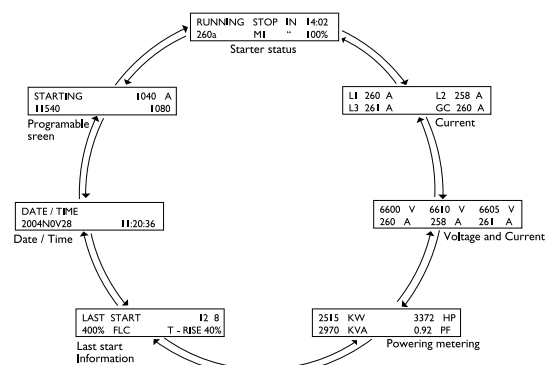 RUNNING STOP IN 14:02
260a M1 " 100%
Starter status
STARTING 1040 A
11540 1080
Programable
sreen
L1 260 A L2 258 A
L3 261 A GC 260 A
Current
DATE / TIME
2004NOV28 11:20:36
Date / Time
6600 V 6610 V 6605 V
260 A 258 A 261 A
Voltage and Current
LAST START 12 8
400% FLC T - RISE 40%
Last start
Information
2515 KW 3372 HP
2970 KVA 0.92 PF
Powering metering